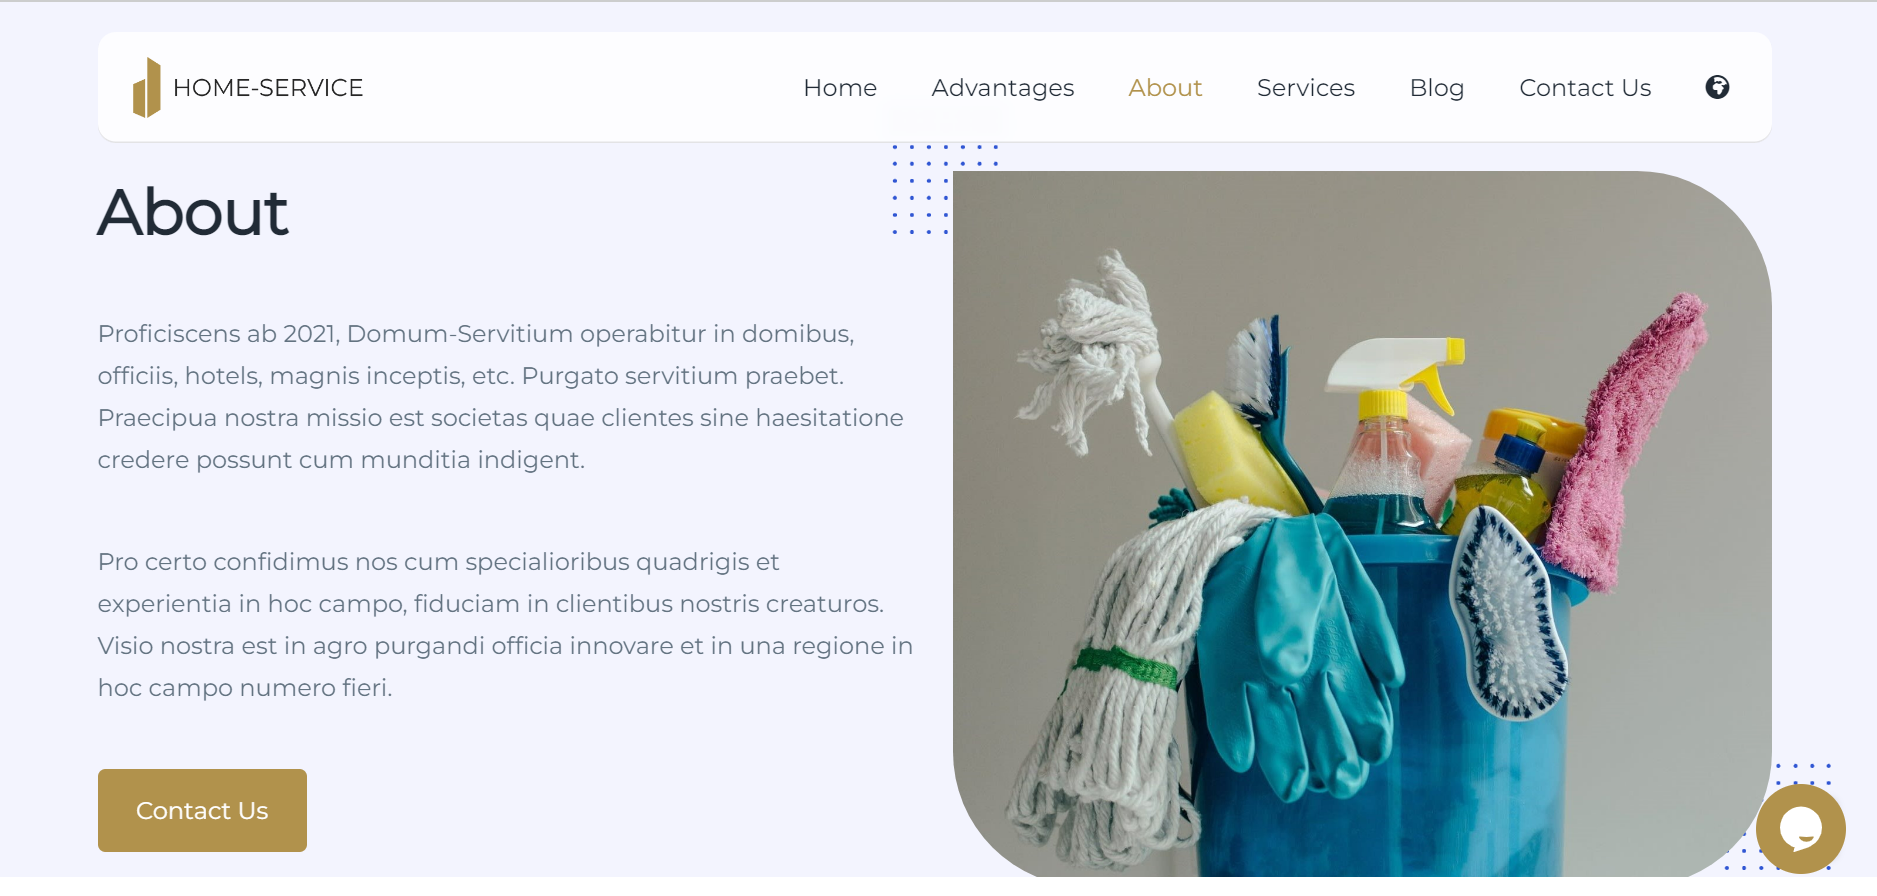 HOME-SERVICE
Home Advantages About Services Blog Contact Us
About
Proficiscens ab 2021, Domum-Servitium operabitur in domibus,
officiis, hotels, magnis inceptis, etc. Purgato servitium praebet.
Praecipua nostra missio est societas quae clientes sine haesitatione
credere possunt cum munditia indigent.
Pro certo confidimus nos cum specialioribus quadrigis et
experientia in hoc campo, fiduciam in clientibus nostris creaturos.
Visio nostra est in agro purgandi officia innovare et in una regione in
hoc campo numero fieri.
Contact Us